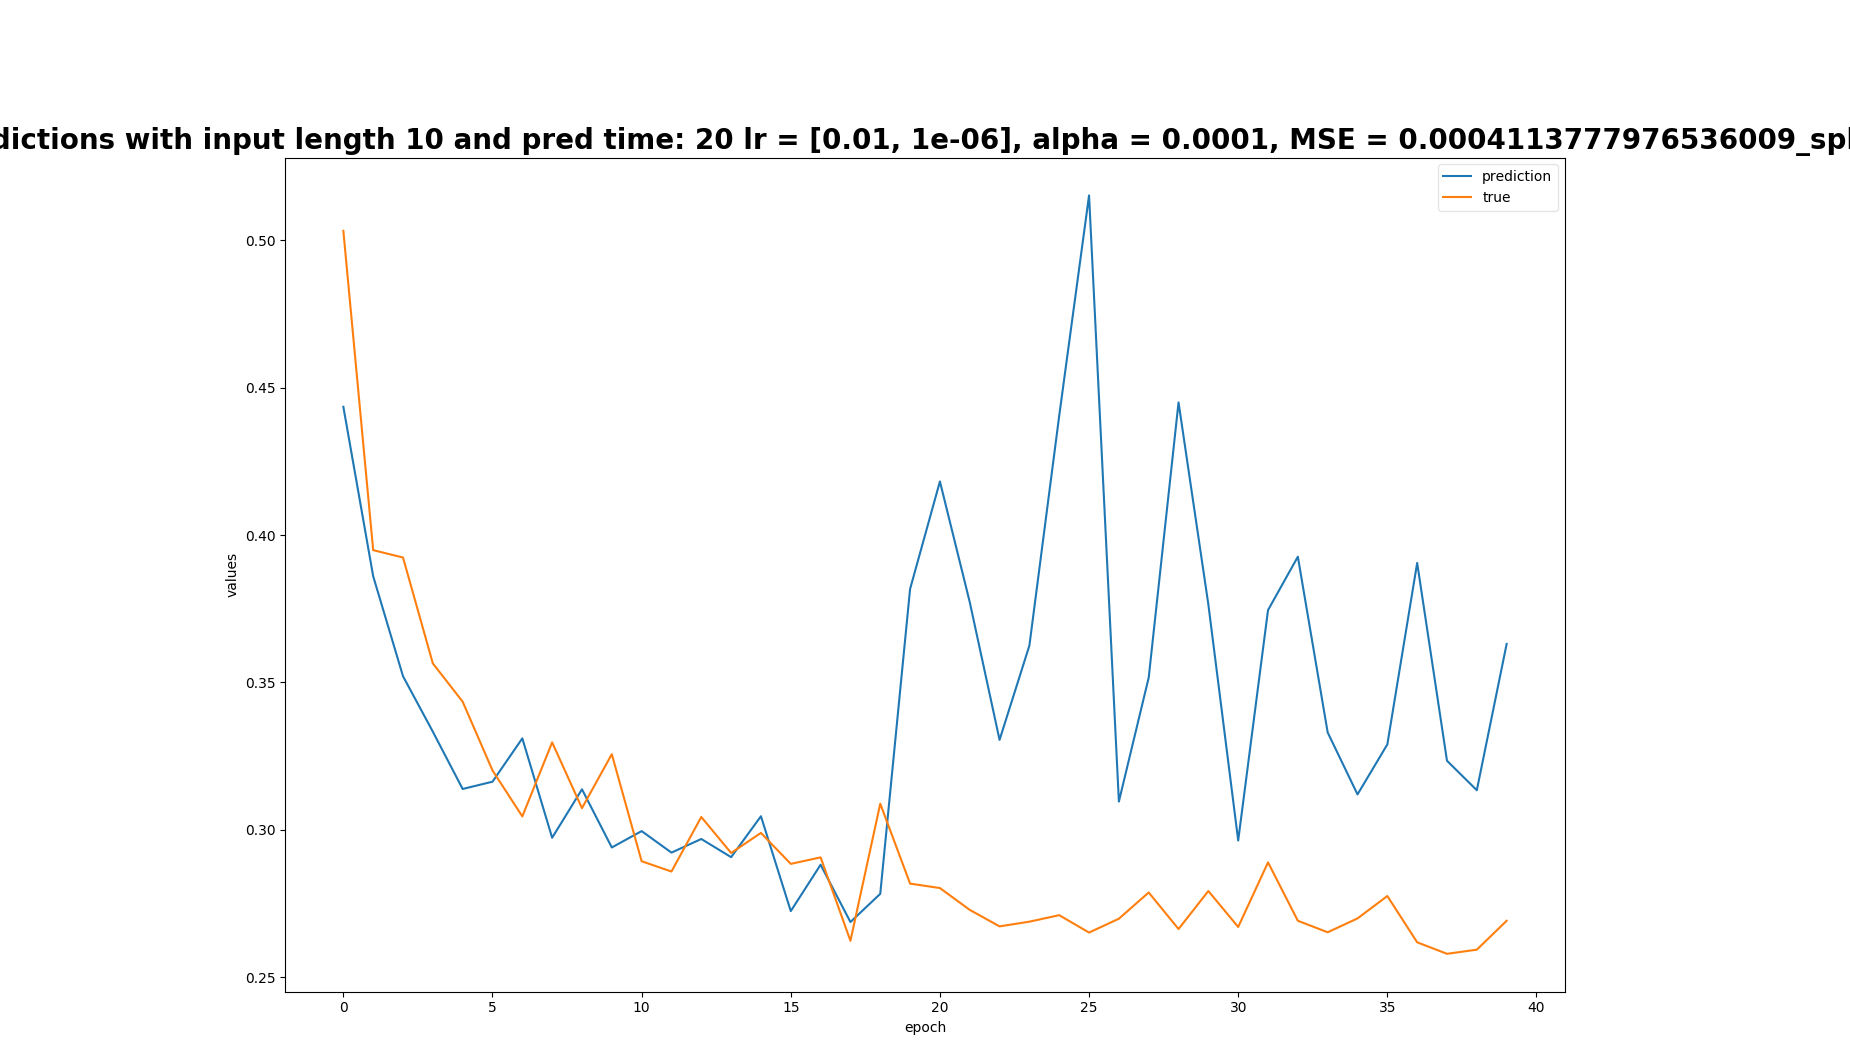 dictions with input length 10 and pred time: 20 lr = [0.01, 1e-06], alpha = 0.0001, MSE = 0.0004113777976536009_spl
prediction
true
0.50
0.45
0.40
0.35
0.30
0.25
values
0 5 10 15 20 25 30 35 40
epoch